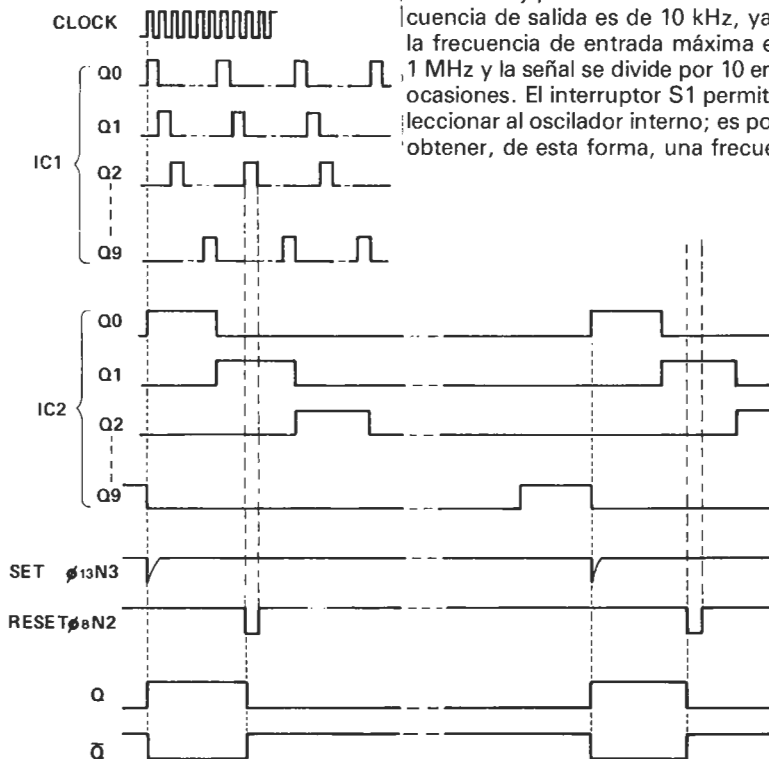 cuencia de salida es de 10 kHz, ya
la frecuencia de entrada máxima e
1 MHz y la señal se divide por 10 en
ocasiones. El interruptor S1 permit
leccionar al oscilador interno; es po
obtener, de esta forma, una frecue
CLOCK
IC1
Q0
Q1
Q2
Q9
IC2
Q0
Q1
Q2
Q9
SET ø13N3
RESET ø8N2
Q
Q̅